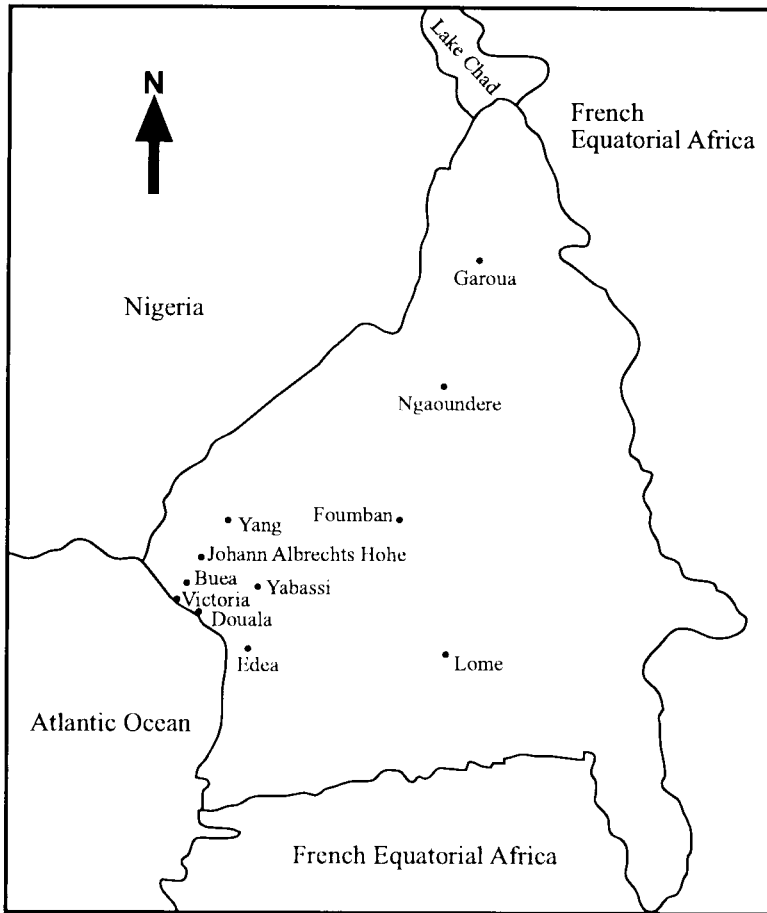 Lake Chad
N
French
Equatorial Africa
Garoua
Nigeria
Ngaoundere
Yang
Foumban
Johann Albrechts Hohe
Buea
Yabassi
Victoria
Douala
Edea
Lome
Atlantic Ocean
French Equatorial Africa